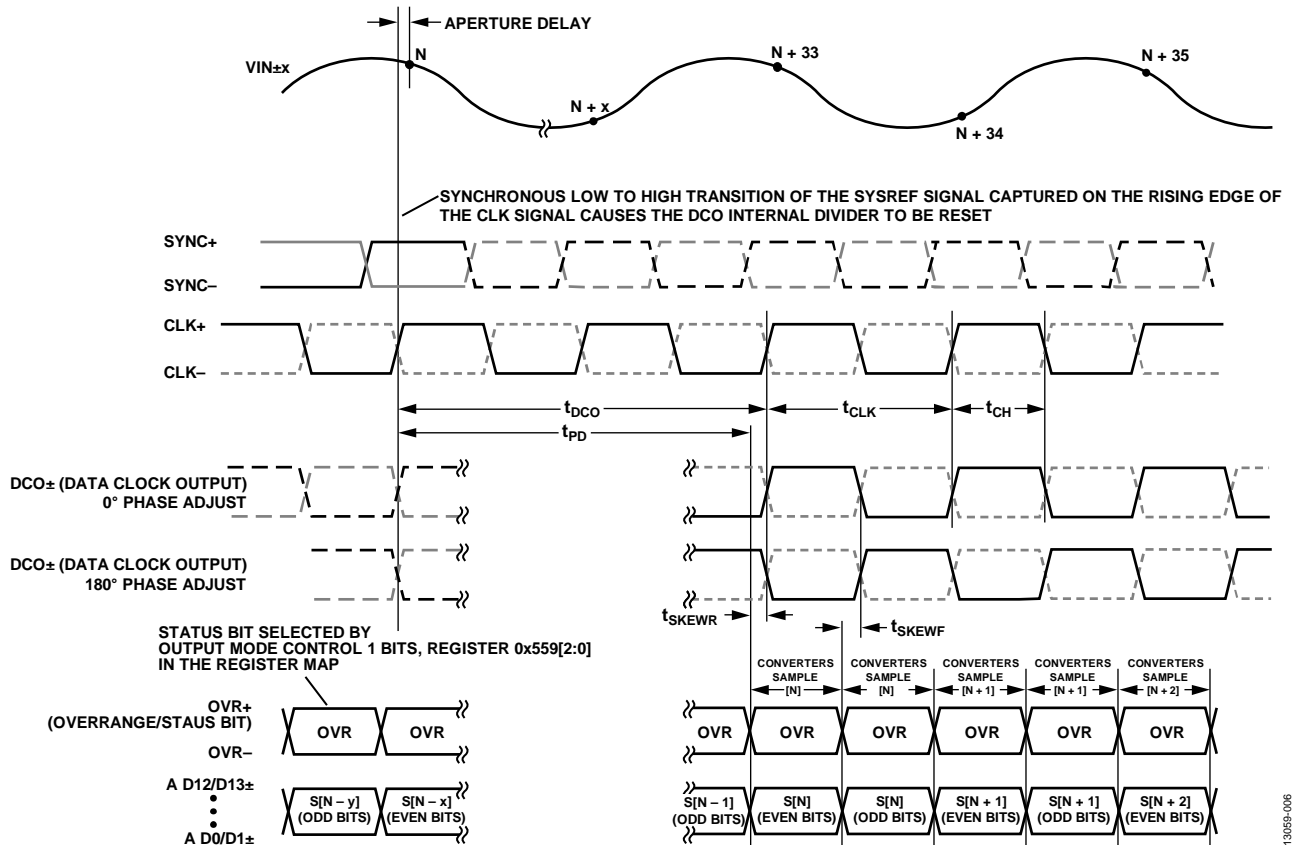 APERTURE DELAY
VIN±x
N
N + x
N + 33
N + 34
N + 35
SYNCHRONOUS LOW TO HIGH TRANSITION OF THE SYSREF SIGNAL CAPTURED ON THE RISING EDGE OF
THE CLK SIGNAL CAUSES THE DCO INTERNAL DIVIDER TO BE RESET
SYNC+
SYNC–
CLK+
CLK–
tDCO
tCLK
tCH
tPD
DCO± (DATA CLOCK OUTPUT)
0° PHASE ADJUST
DCO± (DATA CLOCK OUTPUT)
180° PHASE ADJUST
tSKEWR
tSKEWF
STATUS BIT SELECTED BY
OUTPUT MODE CONTROL 1 BITS, REGISTER 0x559[2:0]
IN THE REGISTER MAP
CONVERTERS
SAMPLE
[N]
CONVERTERS
SAMPLE
[N]
CONVERTERS
SAMPLE
[N + 1]
CONVERTERS
SAMPLE
[N + 1]
CONVERTERS
SAMPLE
[N + 2]
OVR+
(OVERRANGE/STAUS BIT)
OVR–
OVR
OVR
OVR
OVR
OVR
OVR
OVR
OVR
A D12/D13±
A D0/D1±
S[N – y]
(ODD BITS)
S[N – x]
(EVEN BITS)
S[N – 1]
(ODD BITS)
S[N]
(EVEN BITS)
S[N]
(ODD BITS)
S[N + 1]
(EVEN BITS)
S[N + 1]
(ODD BITS)
S[N + 2]
(EVEN BITS)
13059-006